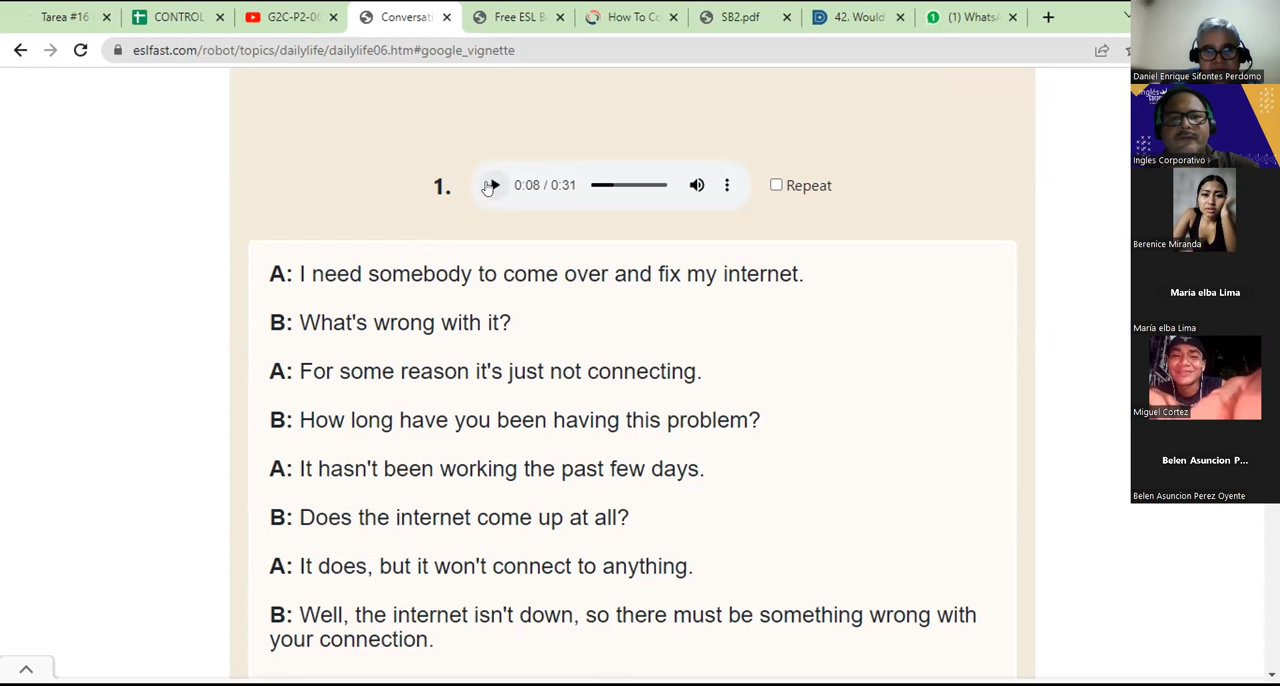 Tarea #16
CONTROL
G2C-P2-0
Conversat
Free ESL B
How To Co
SB2.pdf
42. Would
(1) Whats
eslfast.com/robot/topics/dailylife/dailylife06.htm#google_vignette
1.
0:08 / 0:31
Repeat
A: I need somebody to come over and fix my internet.
B: What's wrong with it?
A: For some reason it's just not connecting.
B: How long have you been having this problem?
A: It hasn't been working the past few days.
B: Does the internet come up at all?
A: It does, but it won't connect to anything.
B: Well, the internet isn't down, so there must be something wrong with
your connection.
Daniel Enrique Sifontes Perdomo
Ingles Corporativo
Berenice Miranda
Maria elba Lima
María elba Lima
Miguel Cortez
Belen Asuncion P...
Belen Asuncion Perez Oyente